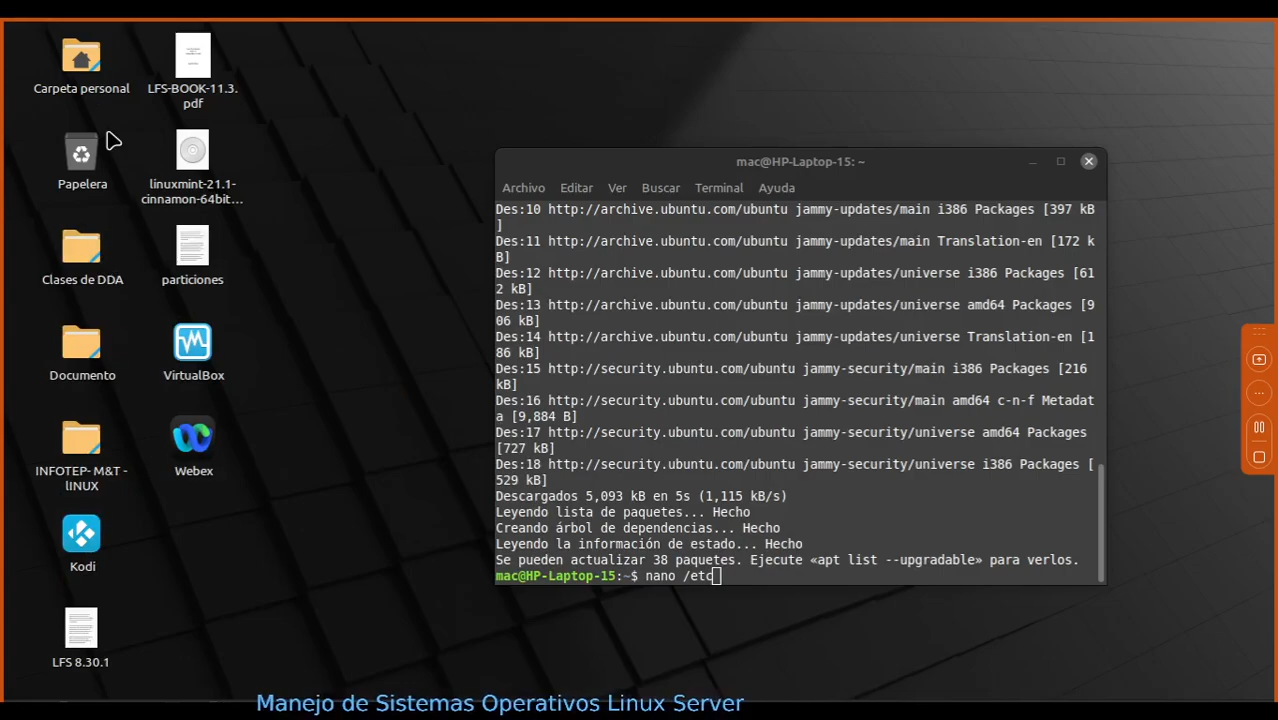 Carpeta personal
LFS-BOOK-11.3.
pdf
Papelera
linuxmint-21.1-
cinnamon-64bit...
Clases de DDA
particiones
Documento
VirtualBox
INFOTEP- M&T -
lINUX
Webex
Kodi
LFS 8.30.1
mac@HP-Laptop-15: ~
Archivo Editar Ver Buscar Terminal Ayuda
Des:10 http://archive.ubuntu.com/ubuntu jammy-updates/main i386 Packages [397 kB
]
Des:11 http://archive.ubuntu.com/ubuntu jammy-updates/main Translation-en [172 k
B]
Des:12 http://archive.ubuntu.com/ubuntu jammy-updates/universe i386 Packages [61
2 kB]
Des:13 http://archive.ubuntu.com/ubuntu jammy-updates/universe amd64 Packages [9
06 kB]
Des:14 http://archive.ubuntu.com/ubuntu jammy-updates/universe Translation-en [1
86 kB]
Des:15 http://security.ubuntu.com/ubuntu jammy-security/main i386 Packages [216
kB]
Des:16 http://security.ubuntu.com/ubuntu jammy-security/main amd64 c-n-f Metadat
a [9,884 B]
Des:17 http://security.ubuntu.com/ubuntu jammy-security/universe amd64 Packages
[727 kB]
Des:18 http://security.ubuntu.com/ubuntu jammy-security/universe i386 Packages [
529 kB]
Descargados 5,093 kB en 5s (1,115 kB/s)
Leyendo lista de paquetes... Hecho
Creando árbol de dependencias... Hecho
Leyendo la información de estado... Hecho
Se pueden actualizar 38 paquetes. Ejecute «apt list --upgradable» para verlos.
mac@HP-Laptop-15:~$ nano /etc
Manejo de Sistemas Operativos Linux Server